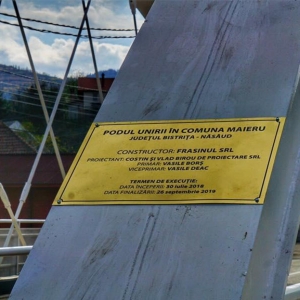 PODUL UNIRII ÎN COMUNA MAIERU
JUDEȚUL BISTRIȚA - NĂSĂUD
CONSTRUCTOR: FRASINUL SRL
PROIECTANT: COSTIN ȘI VLAD BIROU DE PROIECTARE SRL
PRIMAR: VASILE BORȘ
VICEPRIMAR: VASILE DEAC
TERMEN DE EXECUȚIE:
DATA ÎNCEPERII: 30 iulie 2018
DATA FINALIZĂRII: 26 septembrie 2019